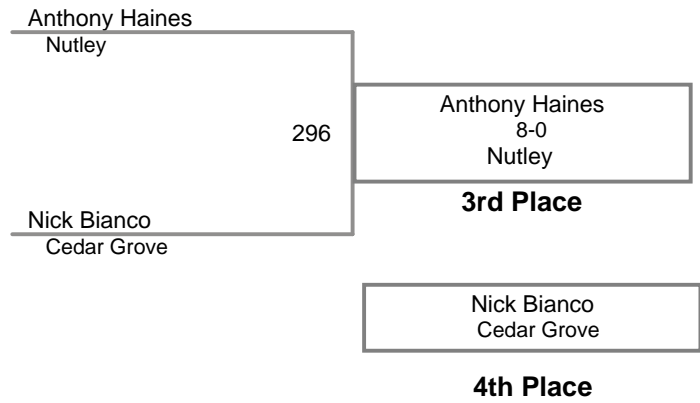 Anthony Haines
Nutley
296
Anthony Haines
8-0
Nutley
3rd Place
Nick Bianco
Cedar Grove
Nick Bianco
Cedar Grove
4th Place